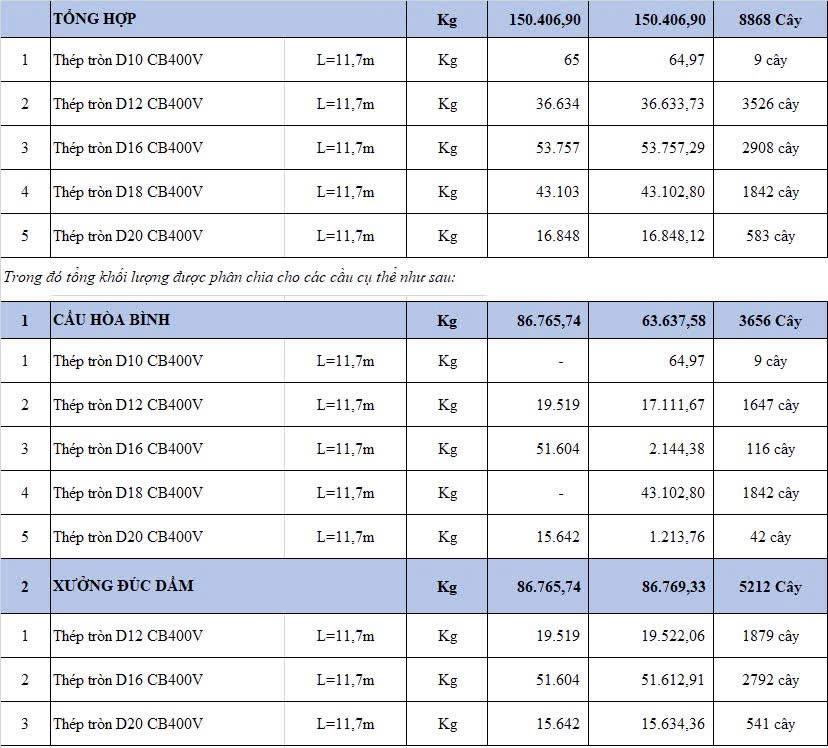 TỔNG HỢP Kg 150.406,90 150.406,90 8868 Cây
1 Thép tròn D10 CB400V L=11,7m Kg 65 64,97 9 cây
2 Thép tròn D12 CB400V L=11,7m Kg 36.634 36.633,73 3526 cây
3 Thép tròn D16 CB400V L=11,7m Kg 53.757 53.757,29 2908 cây
4 Thép tròn D18 CB400V L=11,7m Kg 43.103 43.102,80 1842 cây
5 Thép tròn D20 CB400V L=11,7m Kg 16.848 16.848,12 583 cây
Trong đó tổng khối lượng được phân chia cho các cầu cụ thể như sau:
1 CẦU HÒA BÌNH Kg 86.765,74 63.637,58 3656 Cây
1 Thép tròn D10 CB400V L=11,7m Kg - 64,97 9 cây
2 Thép tròn D12 CB400V L=11,7m Kg 19.519 17.111,67 1647 cây
3 Thép tròn D16 CB400V L=11,7m Kg 51.604 2.144,38 116 cây
4 Thép tròn D18 CB400V L=11,7m Kg - 43.102,80 1842 cây
5 Thép tròn D20 CB400V L=11,7m Kg 15.642 1.213,76 42 cây
2 XƯỞNG ĐÚC DẦM Kg 86.765,74 86.769,33 5212 Cây
1 Thép tròn D12 CB400V L=11,7m Kg 19.519 19.522,06 1879 cây
2 Thép tròn D16 CB400V L=11,7m Kg 51.604 51.612,91 2792 cây
3 Thép tròn D20 CB400V L=11,7m Kg 15.642 15.634,36 541 cây